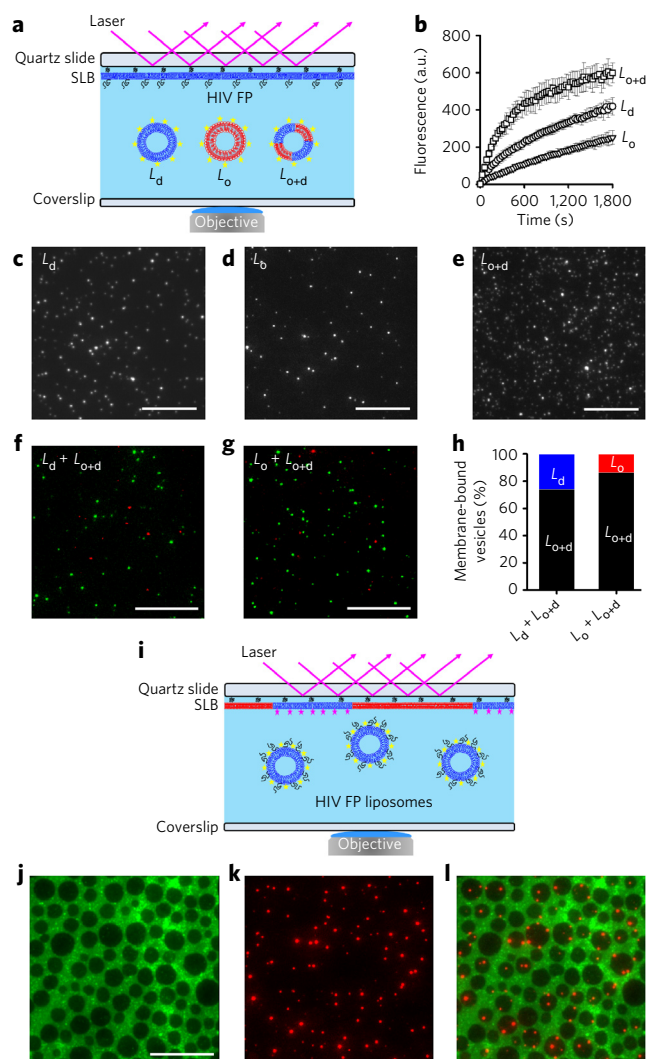 a
Laser
Quartz slide
SLB
HIV FP
Ld
Lo
Lo+d
Coverslip
Objective
b
Fluorescence (a.u.)
800
600
400
200
0
0 600 1,200 1,800
Time (s)
Lo+d
Ld
Lo
c
Ld
d
Lo
e
Lo+d
f
Ld + Lo+d
g
Lo + Lo+d
h
Membrane-bound
vesicles (%)
100
80
60
40
20
0
Ld
Lo+d
Lo
Lo+d
Ld + Lo+d
Lo + Lo+d
i
Laser
Quartz slide
SLB
HIV FP liposomes
Coverslip
Objective
j
k
l